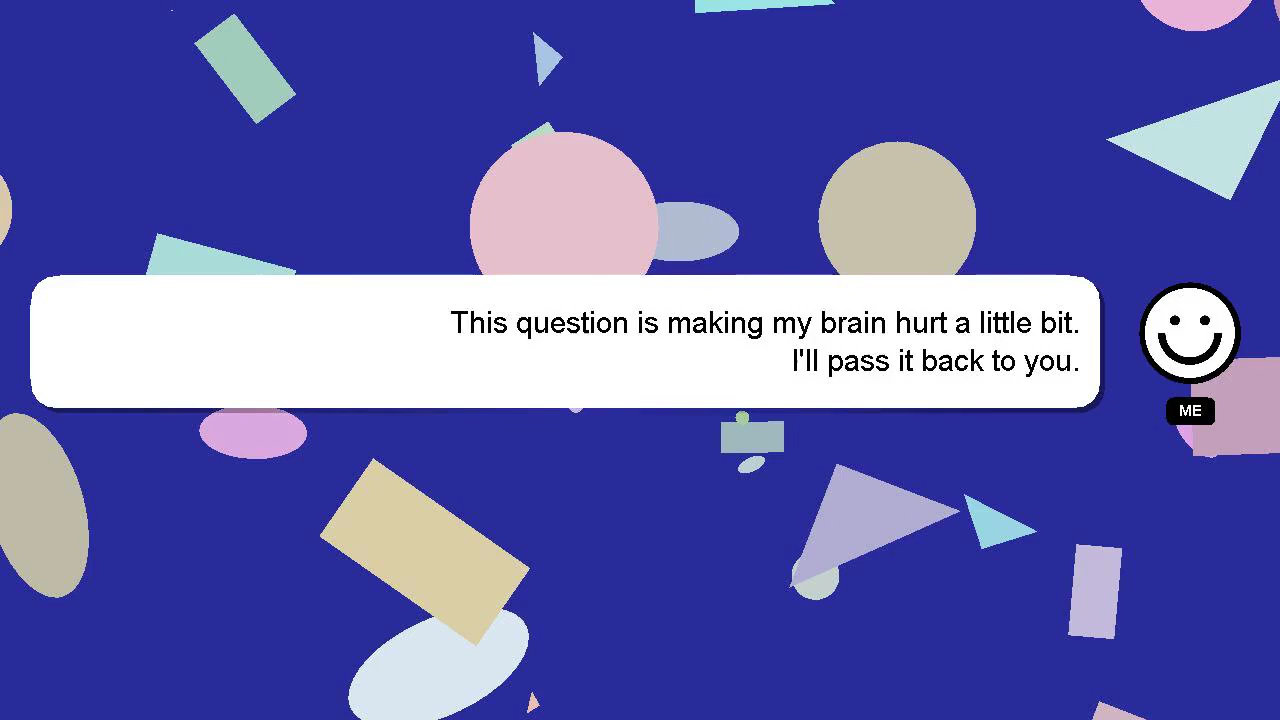 This question is making my brain hurt a little bit.
I'll pass it back to you.
ME